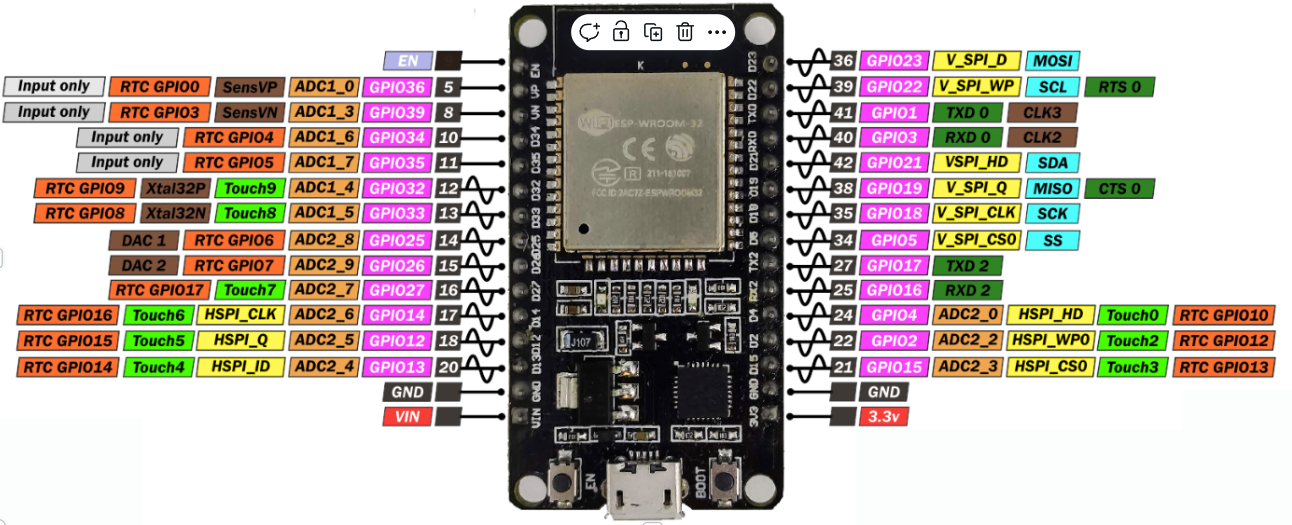 EN
Input only RTC GPIO0 SensVP ADC1_0 GPIO36 5
Input only RTC GPIO3 SensVN ADC1_3 GPIO39 8
Input only RTC GPIO4 ADC1_6 GPIO34 10
Input only RTC GPIO5 ADC1_7 GPIO35 11
RTC GPIO9 Xtal32P Touch9 ADC1_4 GPIO32 12
RTC GPIO8 Xtal32N Touch8 ADC1_5 GPIO33 13
DAC 1 RTC GPIO6 ADC2_8 GPIO25 14
DAC 2 RTC GPIO7 ADC2_9 GPIO26 15
RTC GPIO17 Touch7 ADC2_7 GPIO27 16
RTC GPIO16 Touch6 HSPI_CLK ADC2_6 GPIO14 17
RTC GPIO15 Touch5 HSPI_Q ADC2_5 GPIO12 18
RTC GPIO14 Touch4 HSPI_ID ADC2_4 GPIO13 20
GND
VIN
EN
VP
VN
D34
D35
D32
D33
D25
D26
D27
D14
D12
D13
GND
VIN
K
WiFi ESP-WROOM-32
CE
R 211-161007
FCC ID:2AC7Z-ESPWROOM32
J107
EN
BOOT
D23
D22
TX0
RX0
D21
D19
D18
D5
TX2
RX2
D4
D2
D15
GND
3V3
36 GPIO23 V_SPI_D MOSI
39 GPIO22 V_SPI_WP SCL RTS 0
41 GPIO1 TXD 0 CLK3
40 GPIO3 RXD 0 CLK2
42 GPIO21 VSPI_HD SDA
38 GPIO19 V_SPI_Q MISO CTS 0
35 GPIO18 V_SPI_CLK SCK
34 GPIO5 V_SPI_CS0 SS
27 GPIO17 TXD 2
25 GPIO16 RXD 2
24 GPIO4 ADC2_0 HSPI_HD Touch0 RTC GPIO10
22 GPIO2 ADC2_2 HSPI_WP0 Touch2 RTC GPIO12
21 GPIO15 ADC2_3 HSPI_CS0 Touch3 RTC GPIO13
GND
3.3v